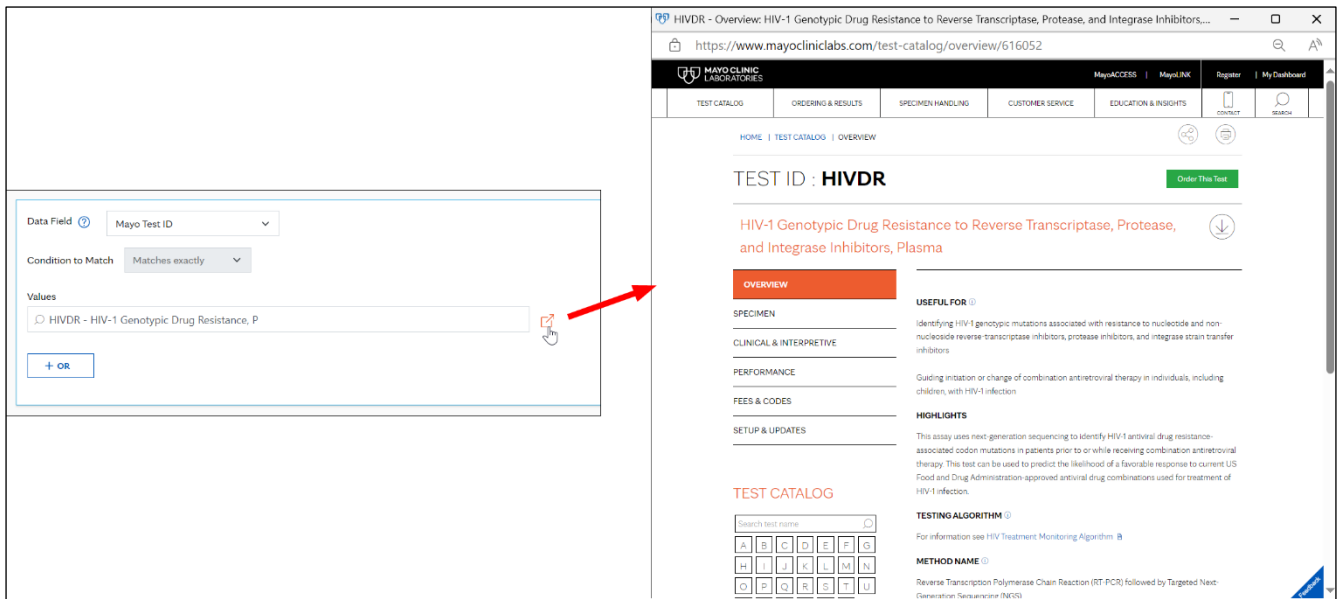 HIVDR - Overview: HIV-1 Genotypic Drug Resistance to Reverse Transcriptase, Protease, and Integrase Inhibitors,...
https://www.mayocliniclabs.com/test-catalog/overview/616052
MAYO CLINIC
LABORATORIES
MayoACCESS | MayoLINK Register | My Dashboard
TEST CATALOG ORDERING & RESULTS SPECIMEN HANDLING CUSTOMER SERVICE EDUCATION & INSIGHTS CONTACT SEARCH
HOME | TEST CATALOG | OVERVIEW
TEST ID : HIVDR
Order This Test
HIV-1 Genotypic Drug Resistance to Reverse Transcriptase, Protease,
and Integrase Inhibitors, Plasma
Data Field
Mayo Test ID
Condition to Match
Matches exactly
Values
HIVDR - HIV-1 Genotypic Drug Resistance, P
+ OR
OVERVIEW
SPECIMEN
CLINICAL & INTERPRETIVE
PERFORMANCE
FEES & CODES
SETUP & UPDATES
TEST CATALOG
Search test name
A B C D E F G
H I J K L M N
O P Q R S T U
USEFUL FOR
Identifying HIV-1 genotypic mutations associated with resistance to nucleotide and non-
nucleoside reverse-transcriptase inhibitors, protease inhibitors, and integrase strain transfer
inhibitors
Guiding initiation or change of combination antiretroviral therapy in individuals, including
children, with HIV-1 infection
HIGHLIGHTS
This assay uses next-generation sequencing to identify HIV-1 antiviral drug resistance-
associated codon mutations in patients prior to or while receiving combination antiretroviral
therapy. This test can be used to predict the likelihood of a favorable response to current US
Food and Drug Administration-approved antiviral drug combinations used for treatment of
HIV-1 infection.
TESTING ALGORITHM
For information see HIV Treatment Monitoring Algorithm
METHOD NAME
Reverse Transcription Polymerase Chain Reaction (RT-PCR) followed by Targeted Next-
Generation Sequencing (NGS)
Feedback